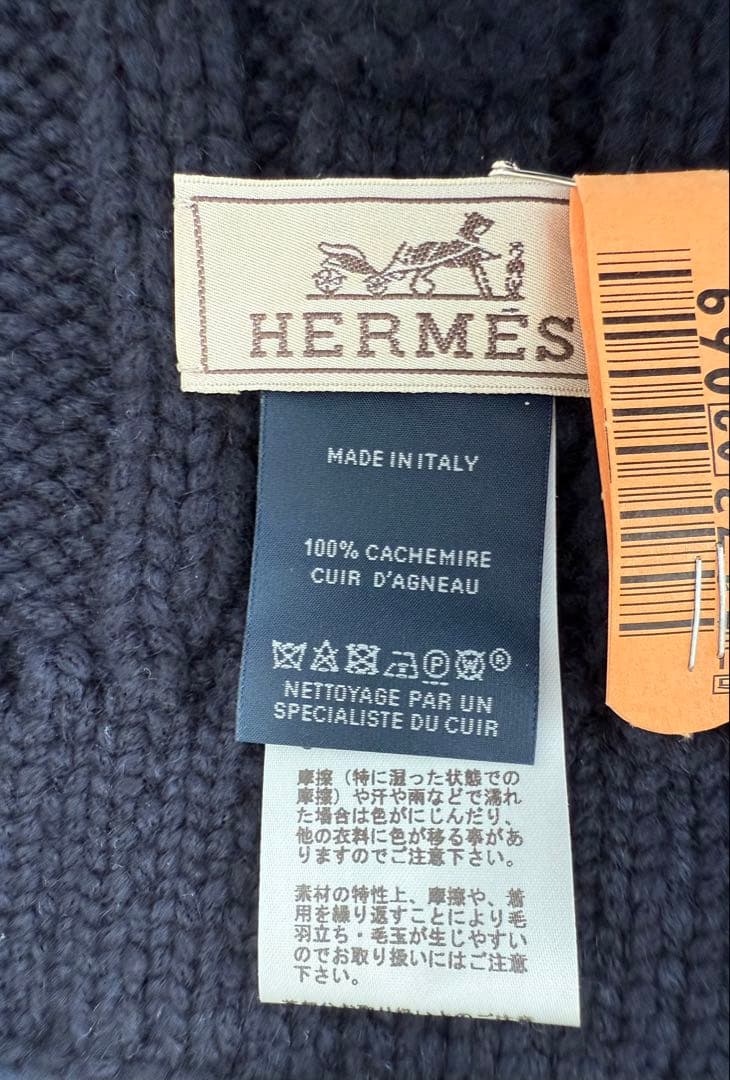 HERMĒS
MADE IN ITALY
100% CACHEMIRE
CUIR D'AGNEAU
NETTOYAGE PAR UN
SPECIALISTE DU CUIR
摩擦(特に湿った状態での
摩擦)や汗や雨などで濡れ
た場合は色がにじんだり、
他の衣料に色が移る事があ
りますのでご注意下さい。
素材の特性上、摩擦や、着
用を繰り返すことにより毛
羽立ち・毛玉が生じやすい
のでお取り扱いにはご注意
下さい。